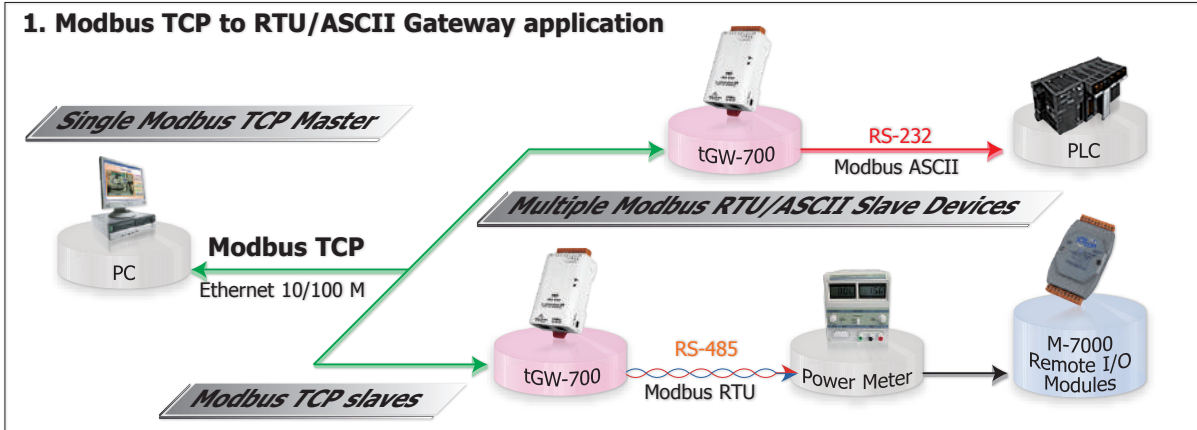 1. Modbus TCP to RTU/ASCII Gateway application
Single Modbus TCP Master
tGW-700
RS-232
Modbus ASCII
PLC
Multiple Modbus RTU/ASCII Slave Devices
PC
Modbus TCP
Ethernet 10/100 M
tGW-700
RS-485
Modbus RTU
Power Meter
M-7000
Remote I/O
Modules
Modbus TCP slaves